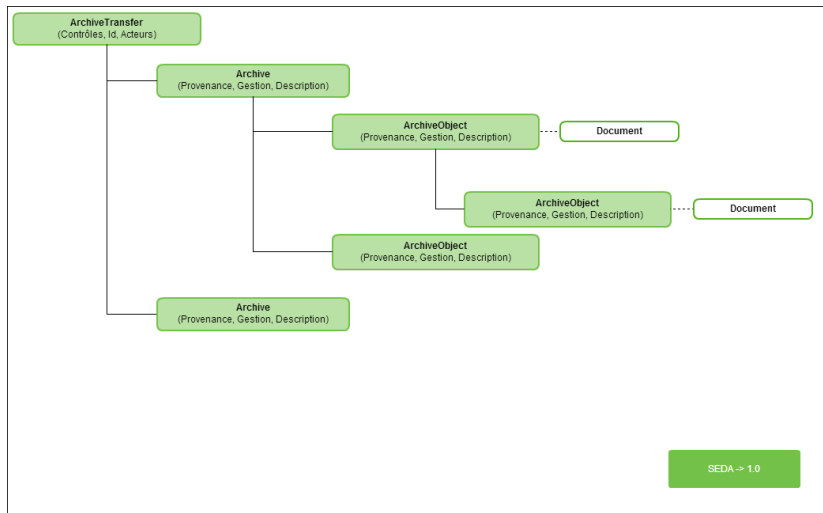 ArchiveTransfer
(Contrôles, Id, Acteurs)
Archive
(Provenance, Gestion, Description)
ArchiveObject
(Provenance, Gestion, Description)
Document
ArchiveObject
(Provenance, Gestion, Description)
Document
ArchiveObject
(Provenance, Gestion, Description)
Archive
(Provenance, Gestion, Description)
SEDA -> 1.0